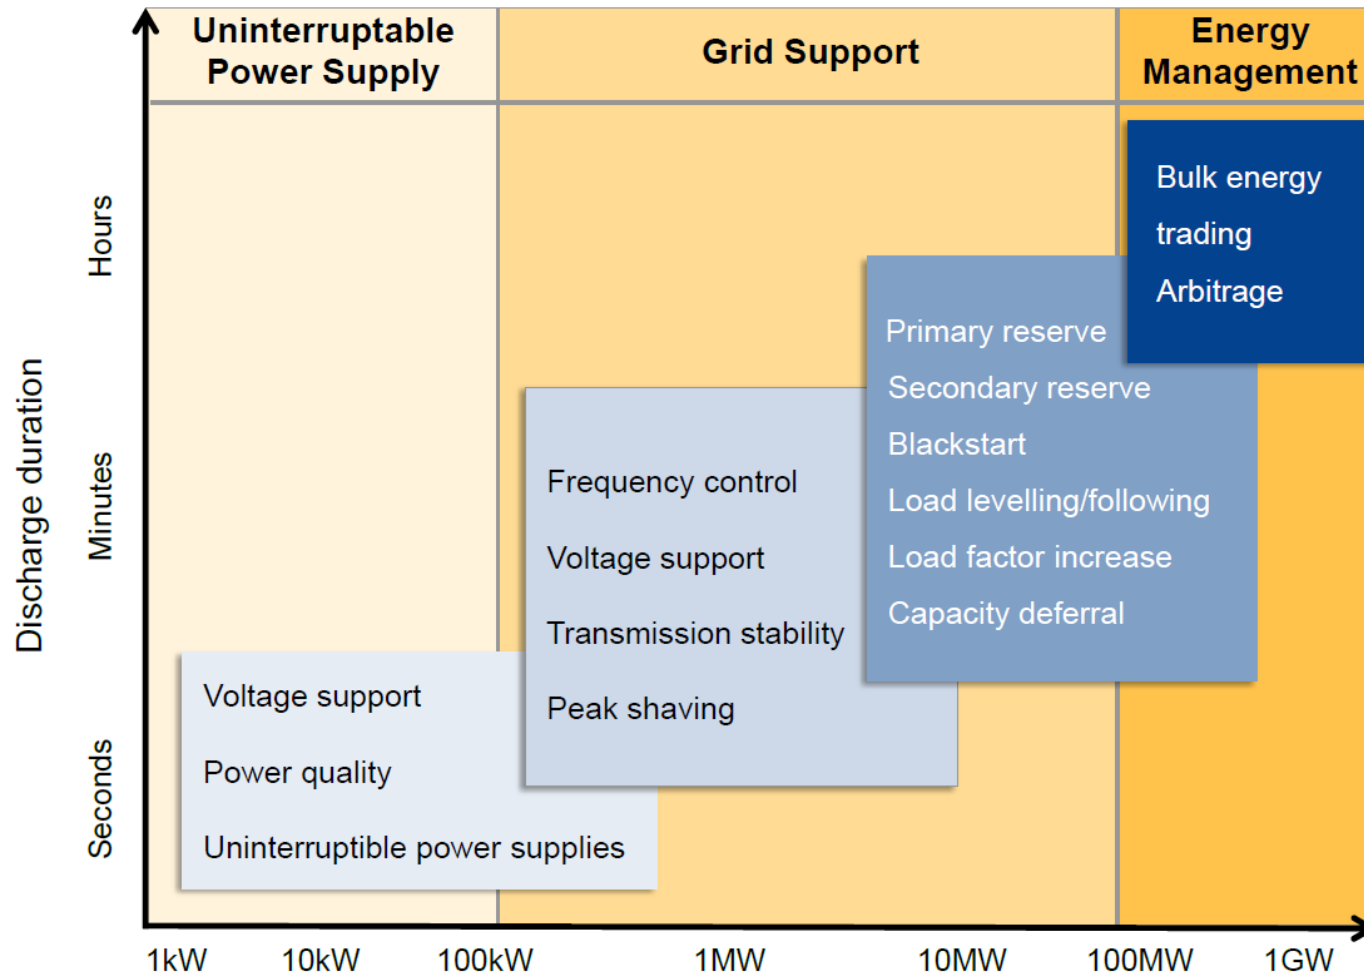 Uninterruptable
Power Supply
Grid Support
Energy
Management
Discharge duration
Hours
Minutes
Seconds
Bulk energy
trading
Arbitrage
Primary reserve
Secondary reserve
Blackstart
Load levelling/following
Load factor increase
Capacity deferral
Frequency control
Voltage support
Transmission stability
Peak shaving
Voltage support
Power quality
Uninterruptible power supplies
1kW 10kW 100kW 1MW 10MW 100MW 1GW